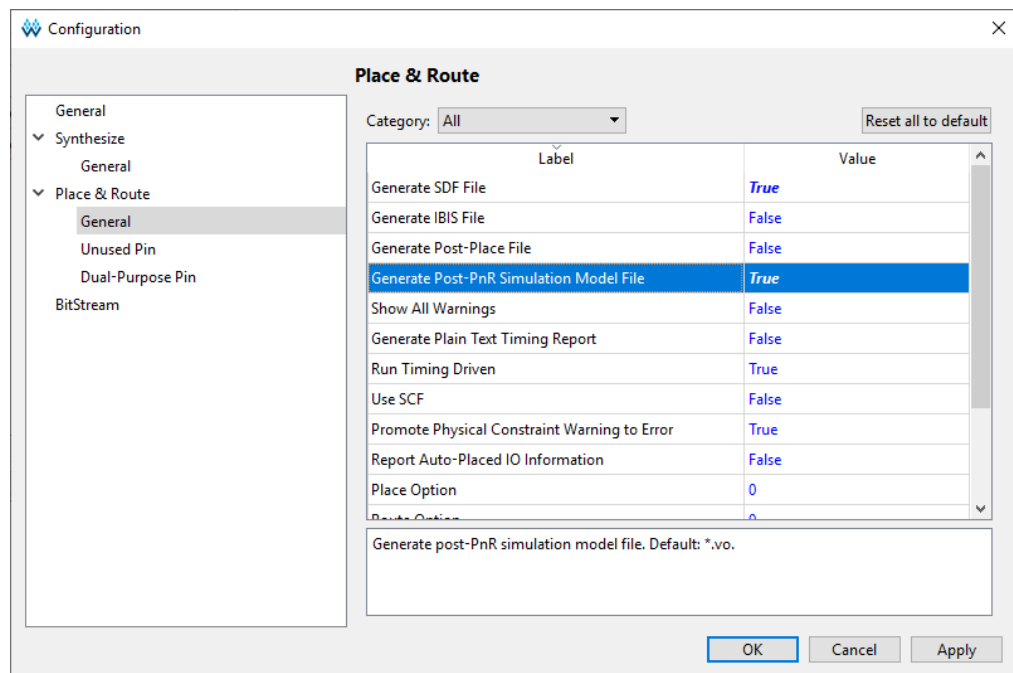 Configuration
Place & Route
General
Synthesize
General
Place & Route
General
Unused Pin
Dual-Purpose Pin
BitStream
Category: All
Reset all to default
Label Value
Generate SDF File True
Generate IBIS File False
Generate Post-Place File False
Generate Post-PnR Simulation Model File True
Show All Warnings False
Generate Plain Text Timing Report False
Run Timing Driven True
Use SCF False
Promote Physical Constraint Warning to Error True
Report Auto-Placed IO Information False
Place Option 0
Route Option 0
Generate post-PnR simulation model file. Default: *.vo.
OK Cancel Apply